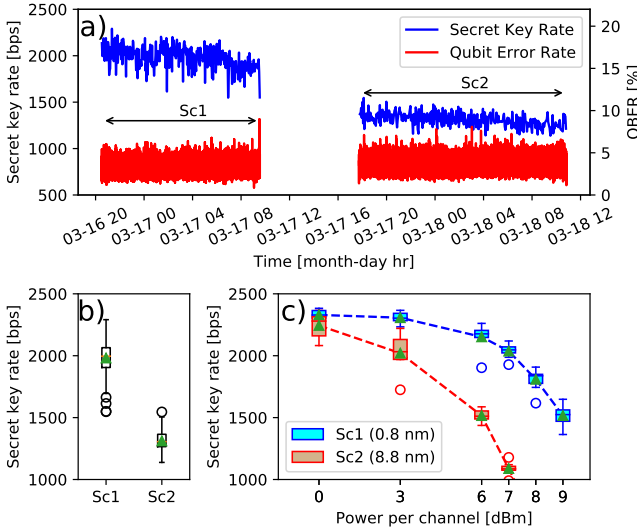 a)
Secret Key Rate
Qubit Error Rate
Sc1
Sc2
2500
2000
1500
1000
500
Secret key rate [bps]
20
15
10
5
0
QBER [%]
03-16 20
03-17 00
03-17 04
03-17 08
03-17 12
03-17 16
03-17 20
03-18 00
03-18 04
03-18 08
03-18 12
Time [month-day hr]
b)
2500
2000
1500
1000
Secret key rate [bps]
Sc1
Sc2
c)
2500
2000
1500
1000
Secret key rate [bps]
Sc1 (0.8 nm)
Sc2 (8.8 nm)
0
3
6
7
8
9
Power per channel [dBm]